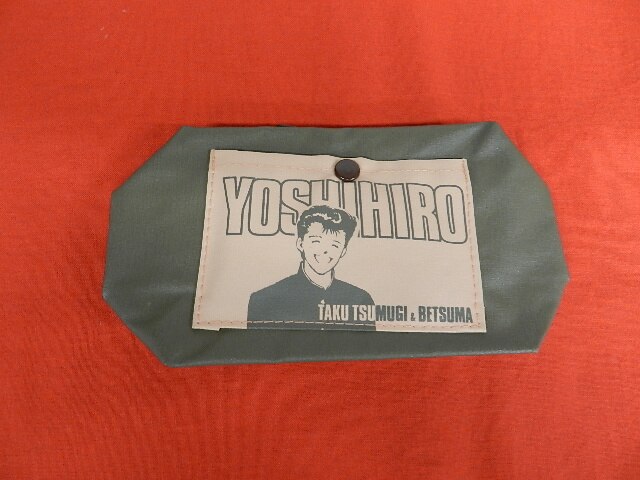 YOSHIHIRO
TAKU TSUMUGI & BETSUMA